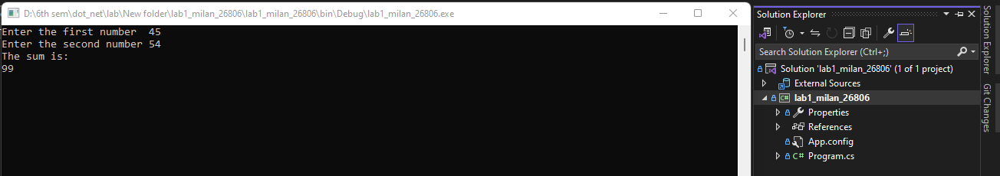 D:\6th sem\dot_net\lab\New folder\lab1_milan_26806\lab1_milan_26806\bin\Debug\lab1_milan_26806.exe
Enter the first number  45
Enter the second number 54
The sum is:
99
Solution Explorer
Search Solution Explorer (Ctrl+;)
Solution 'lab1_milan_26806' (1 of 1 project)
External Sources
C# lab1_milan_26806
Properties
References
App.config
C# Program.cs
Solution Explorer
Git Changes